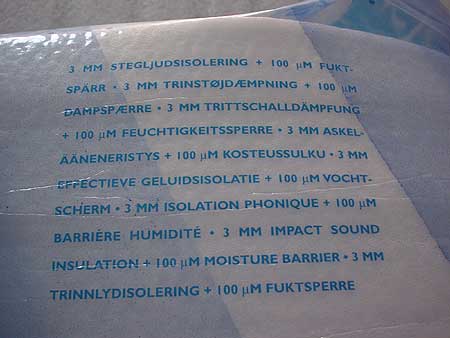 3 MM STEGLJUDSISOLERING + 100 µM FUKT-
SPÄRR • 3 MM TRINSTØJDÆMPNING + 100 µM
DAMPSPÆRRE • 3 MM TRITTSCHALLDÄMPFUNG
+ 100 µM FEUCHTIGKEITSSPERRE • 3 MM ASKEL-
ÄÄNENERISTYS + 100 µM KOSTEUSSULKU • 3 MM
EFFECTIEVE GELUIDSISOLATIE + 100 µM VOCHT-
SCHERM • 3 MM ISOLATION PHONIQUE + 100 µM
BARRIÈRE HUMIDITÉ • 3 MM IMPACT SOUND
INSULATION + 100 µM MOISTURE BARRIER • 3 MM
TRINNLYDISOLERING + 100 µM FUKTSPERRE